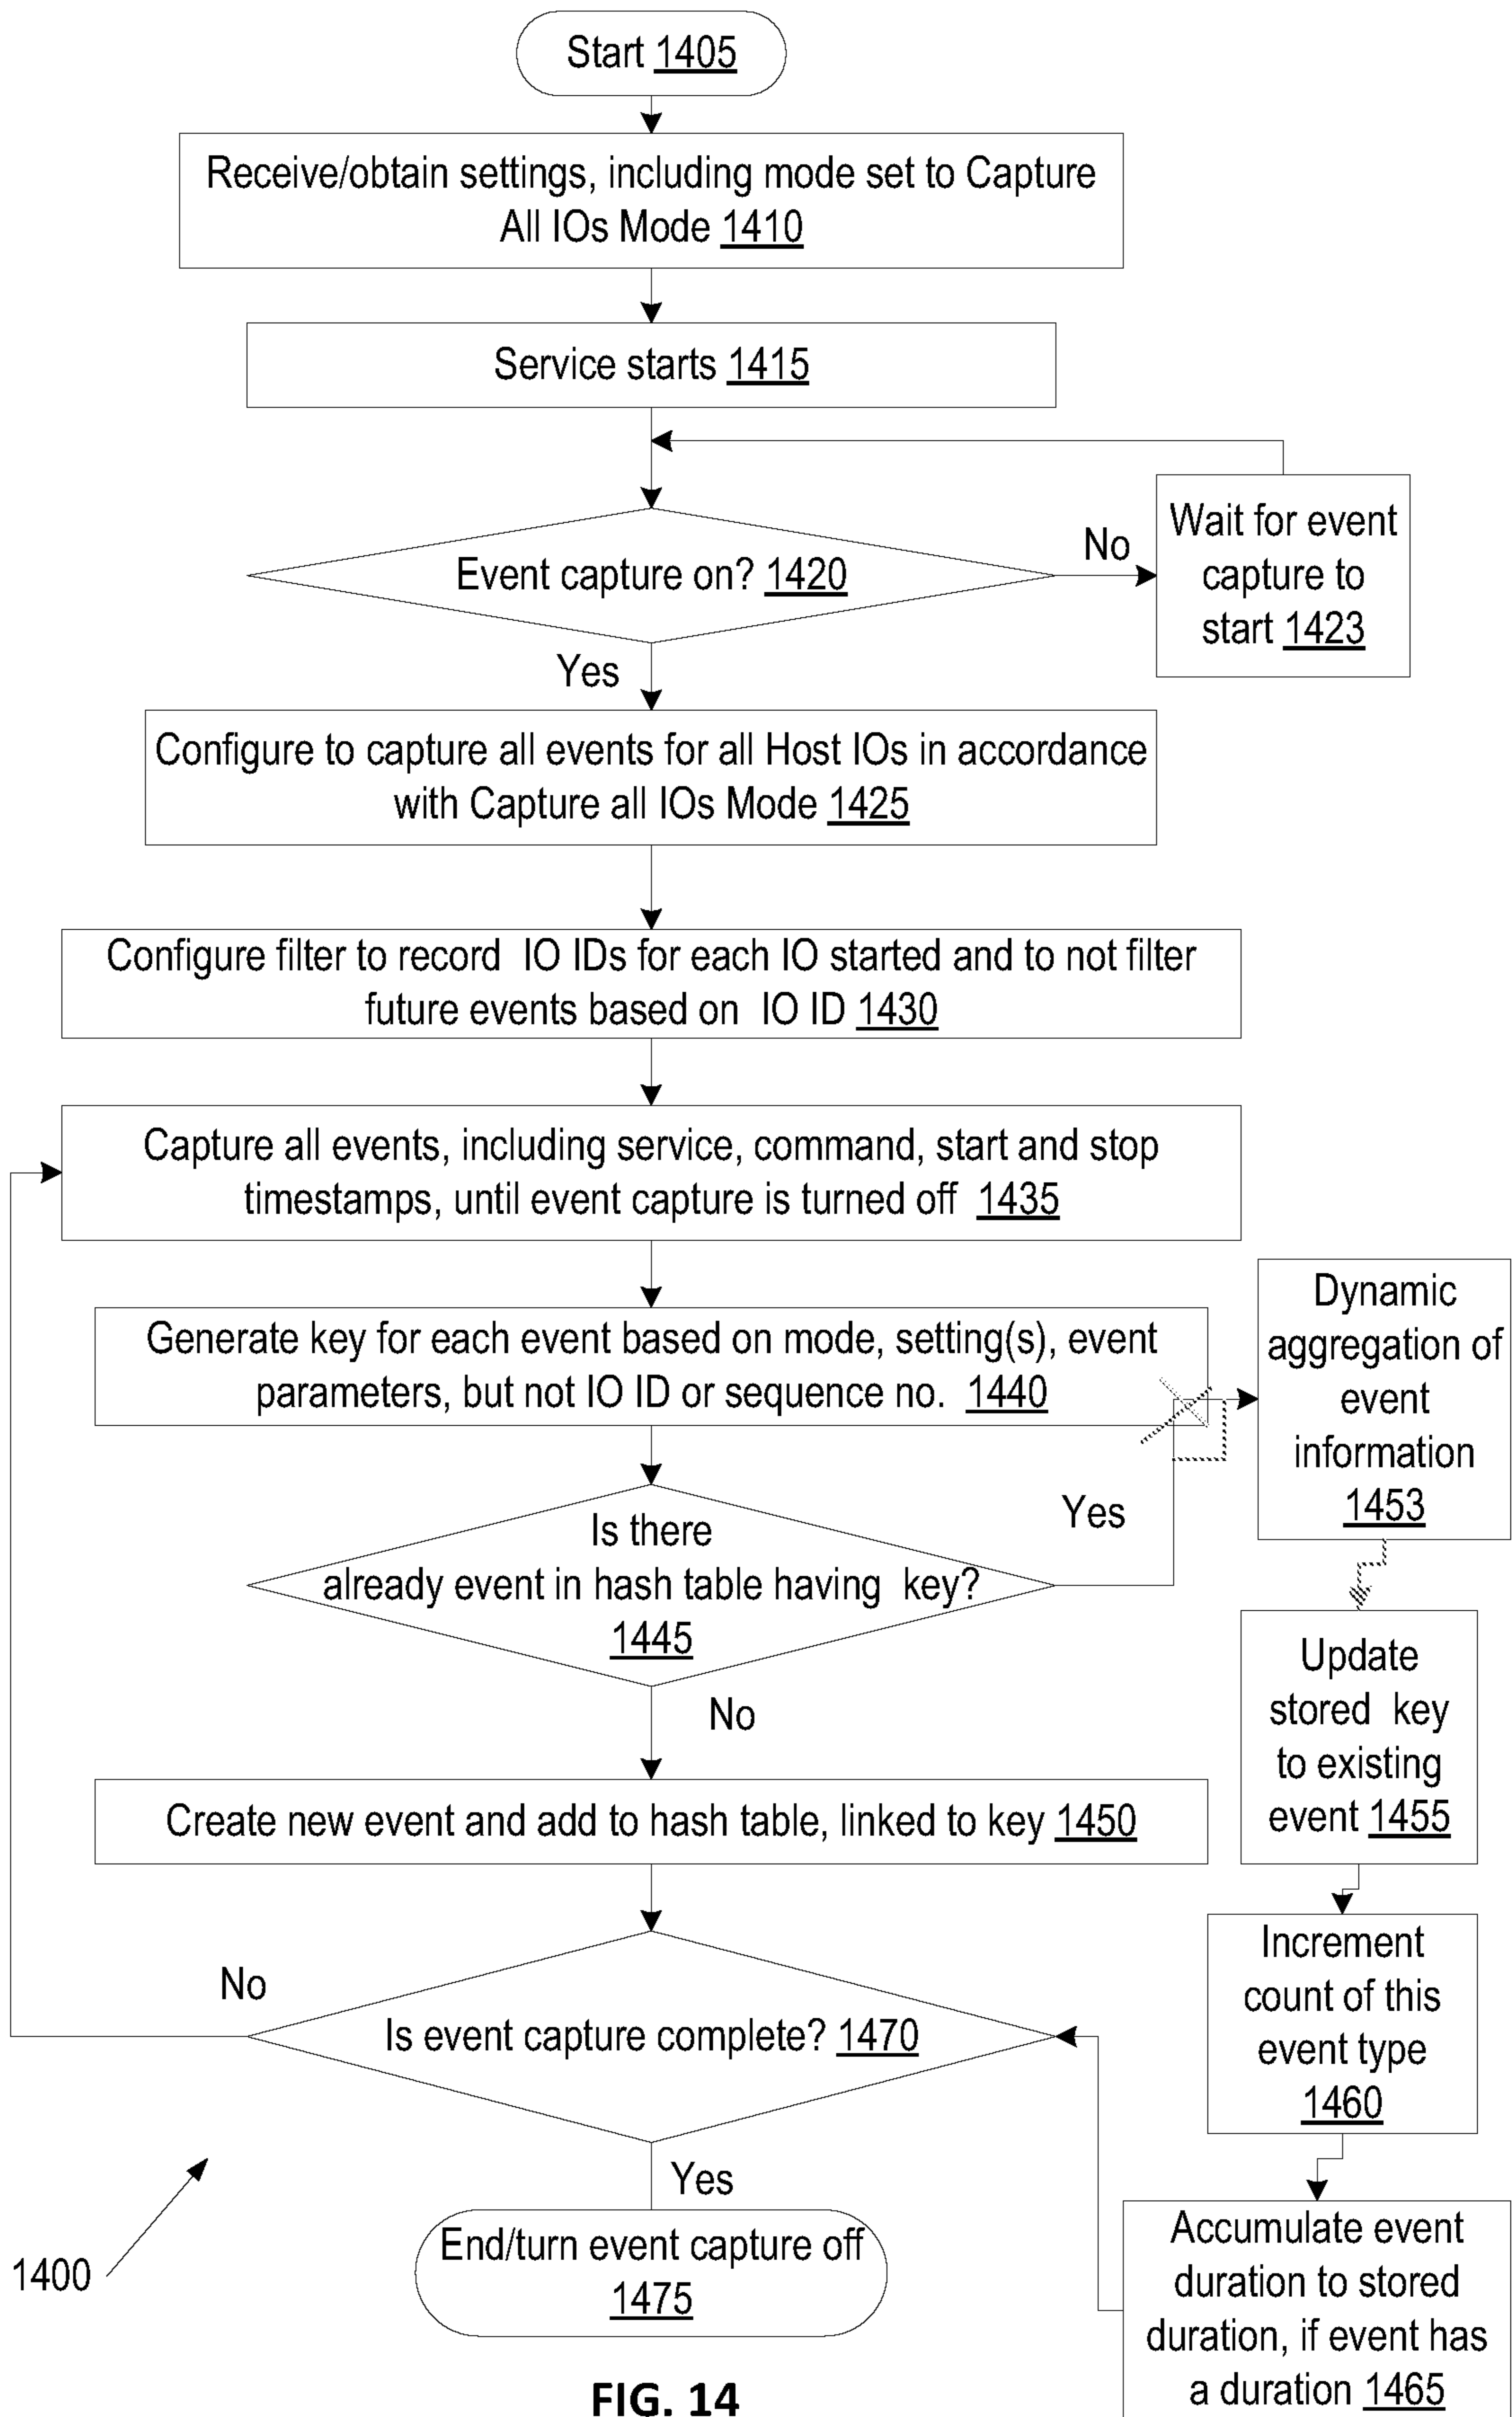 Start 1405
Receive/obtain settings, including mode set to Capture
All IOs Mode 1410
Service starts 1415
Event capture on? 1420
No
Wait for event
capture to
start 1423
Yes
Configure to capture all events for all Host IOs in accordance
with Capture all IOs Mode 1425
Configure filter to record IO IDs for each IO started and to not filter
future events based on IO ID 1430
Capture all events, including service, command, start and stop
timestamps, until event capture is turned off 1435
Generate key for each event based on mode, setting(s), event
parameters, but not IO ID or sequence no. 1440
Is there
already event in hash table having key?
1445
Yes
Dynamic
aggregation of
event
information
1453
Update
stored key
to existing
event 1455
Increment
count of this
event type
1460
Accumulate event
duration to stored
duration, if event has
a duration 1465
No
Create new event and add to hash table, linked to key 1450
Is event capture complete? 1470
No
Yes
End/turn event capture off
1475
1400
FIG. 14